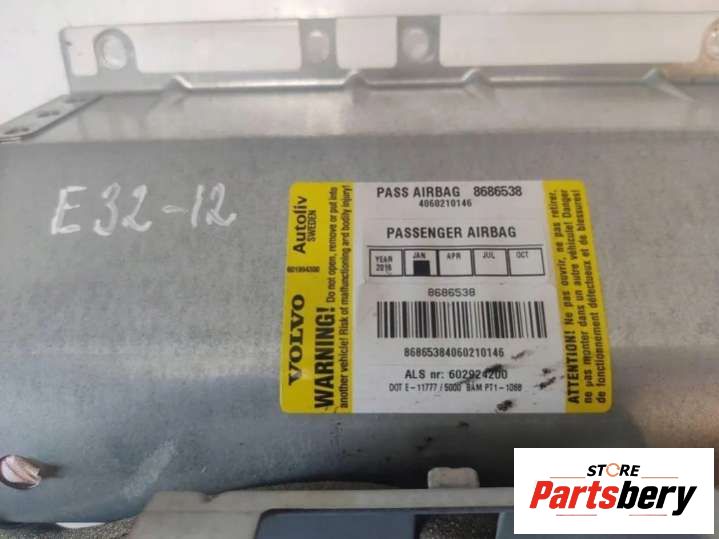 E32-12
PASS AIRBAG 8686538
4060210146
PASSENGER AIRBAG
YEAR JAN APR JUL OCT
2016
8686538
86865384060210146
ALS nr: 602924200
DOT E-11777 / 5000 BAM PT1-1068
Autoliv
SWEDEN
601994300
VOLVO
WARNING! Do not open, remove or put into
another vehicle! Risk of malfunctioning and bodily injury!
ATTENTION! Ne pas ouvrir, ne pas retirer,
ne pas monter dans un autre véhicule! Danger
de fonctionnement défectueux et de blessures!
STORE
Partsbery